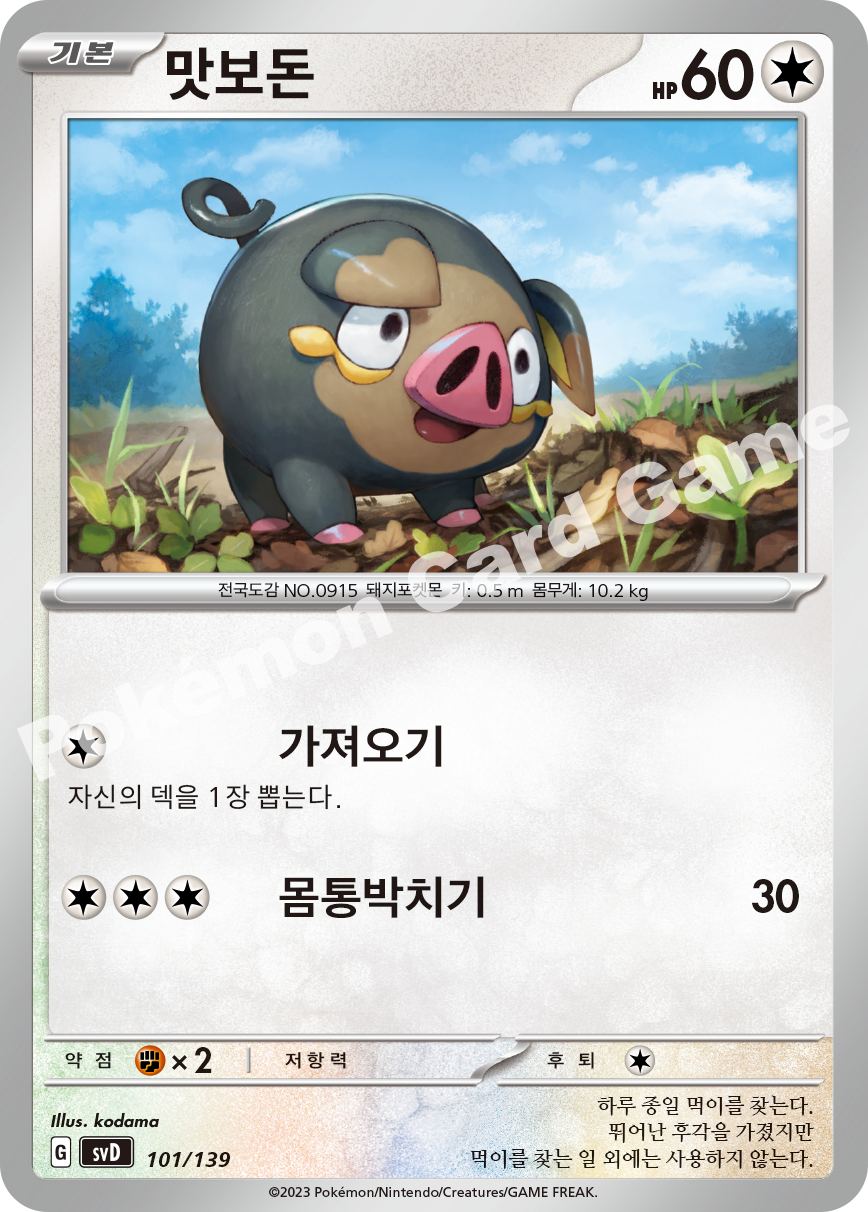 기본
맛보돈
HP 60
전국도감 NO.0915 돼지포켓몬 키: 0.5 m 몸무게: 10.2 kg
Pokémon Card Game
가져오기
자신의 덱을 1장 뽑는다.
몸통박치기 30
약점 ×2 저항력 후퇴
하루 종일 먹이를 찾는다.
뛰어난 후각을 가졌지만
먹이를 찾는 일 외에는 사용하지 않는다.
Illus. kodama
G svD 101/139
©2023 Pokémon/Nintendo/Creatures/GAME FREAK.